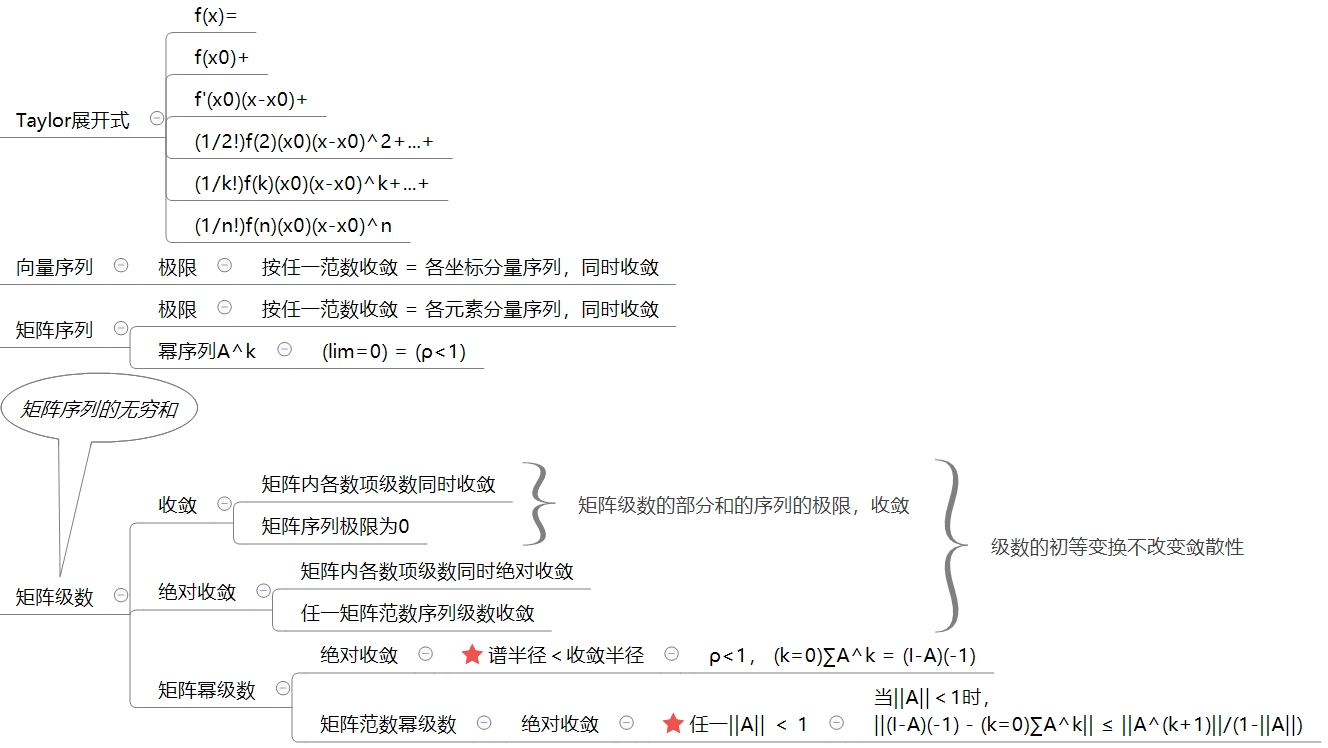 f(x)=
f(x0)+
f'(x0)(x-x0)+
Taylor展开式
(1/2!)f(2)(x0)(x-x0)^2+...+
(1/k!)f(k)(x0)(x-x0)^k+...+
(1/n!)f(n)(x0)(x-x0)^n
向量序列 极限 按任一范数收敛 = 各坐标分量序列，同时收敛
矩阵序列 极限 按任一范数收敛 = 各元素分量序列，同时收敛
幂序列A^k (lim=0) = (ρ<1)
矩阵序列的无穷和
矩阵级数
收敛
矩阵内各数项级数同时收敛
矩阵序列极限为0
矩阵级数的部分和的序列的极限，收敛
绝对收敛
矩阵内各数项级数同时绝对收敛
任一矩阵范数序列级数收敛
级数的初等变换不改变敛散性
矩阵幂级数
绝对收敛 谱半径 < 收敛半径 ρ<1， (k=0)∑A^k = (I-A)(-1)
矩阵范数幂级数 绝对收敛 任一||A|| < 1
当||A|| < 1时，
||(I-A)(-1) - (k=0)∑A^k|| ≤ ||A^(k+1)||/(1-||A||)